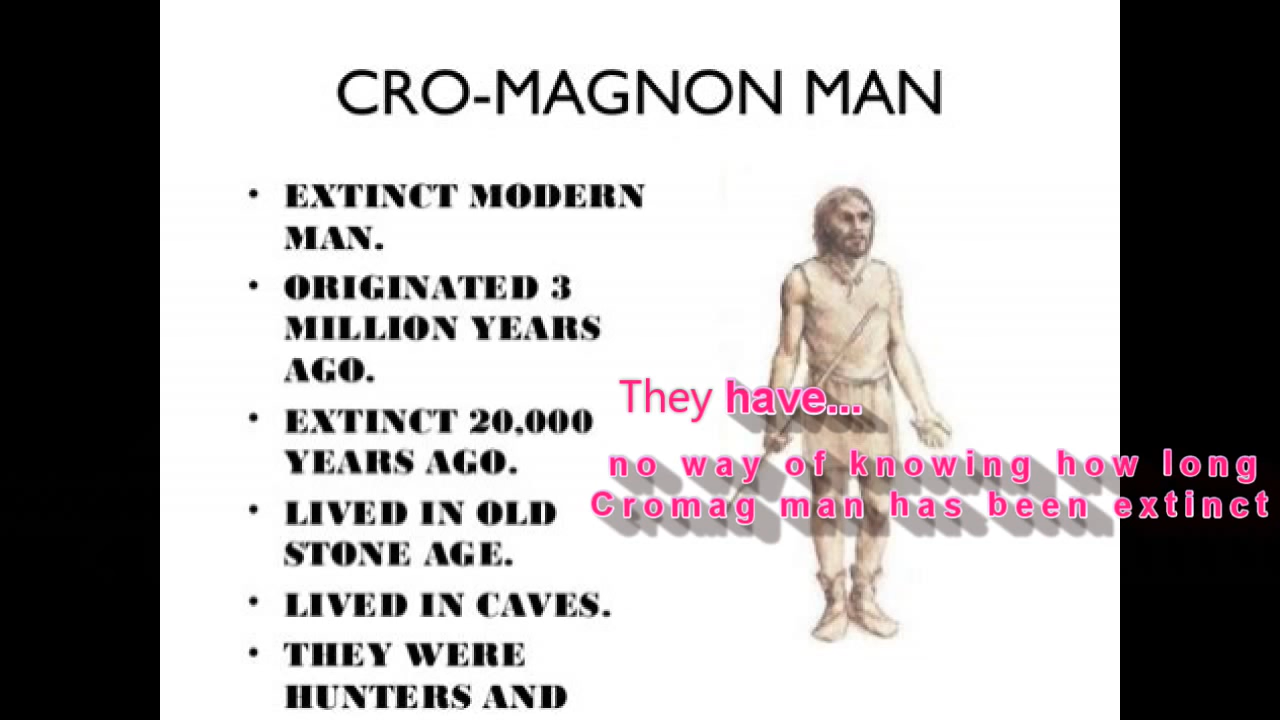 CRO-MAGNON MAN
• EXTINCT MODERN
MAN.
• ORIGINATED 3
MILLION YEARS
AGO.
• EXTINCT 20,000
YEARS AGO.
• LIVED IN OLD
STONE AGE.
• LIVED IN CAVES.
• THEY WERE
HUNTERS AND
They have...
no way of knowing how long
Cromag man has been extinct